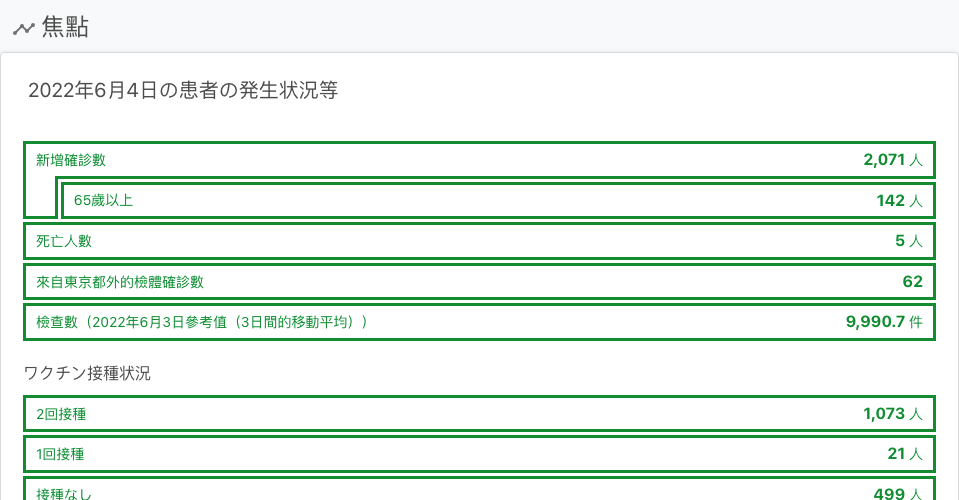 焦點
2022年6月4日の患者の発生状況等
新增確診數 2,071 人
65歲以上 142 人
死亡人數 5 人
來自東京都外的檢體確診數 62
檢查數（2022年6月3日參考值（3日間的移動平均））9,990.7 件
ワクチン接種状況
2回接種 1,073 人
1回接種 21 人
接種なし 499 人